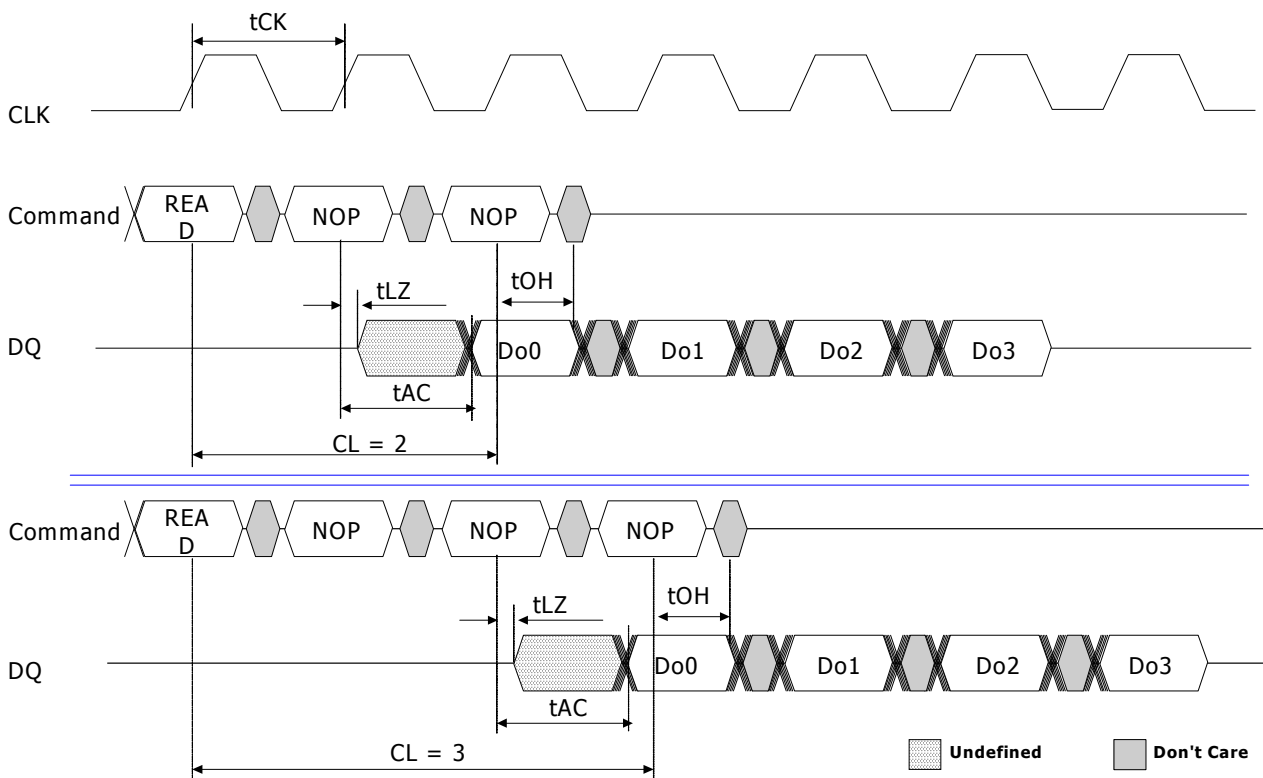 tCK
CLK
Command
REA
D
NOP
NOP
tLZ
tOH
DQ
Do0
Do1
Do2
Do3
tAC
CL = 2
Command
REA
D
NOP
NOP
NOP
tLZ
tOH
DQ
Do0
Do1
Do2
Do3
tAC
CL = 3
Undefined
Don't Care